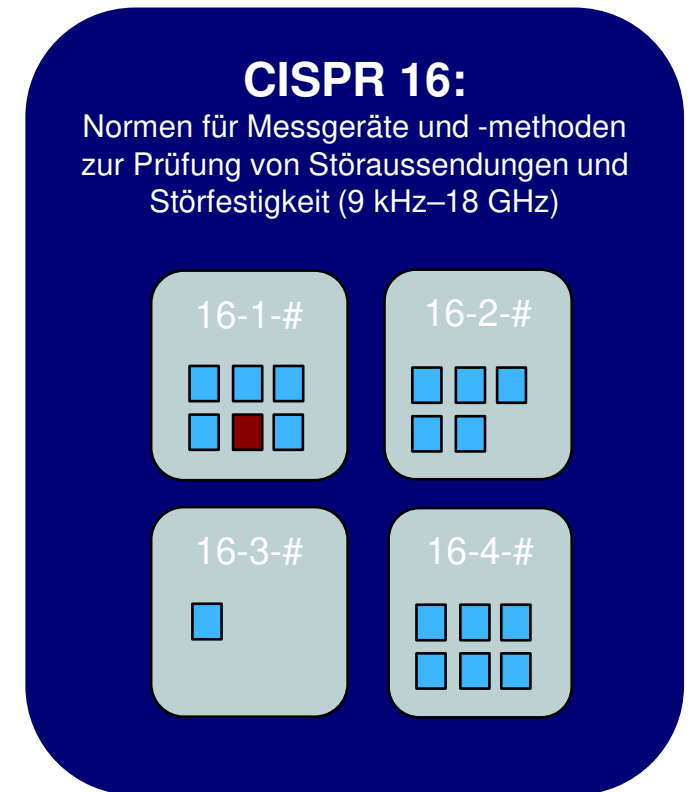 CISPR 16:
Normen für Messgeräte und -methoden
zur Prüfung von Störaussendungen und
Störfestigkeit (9 kHz–18 GHz)
16-1-#
16-2-#
16-3-#
16-4-#